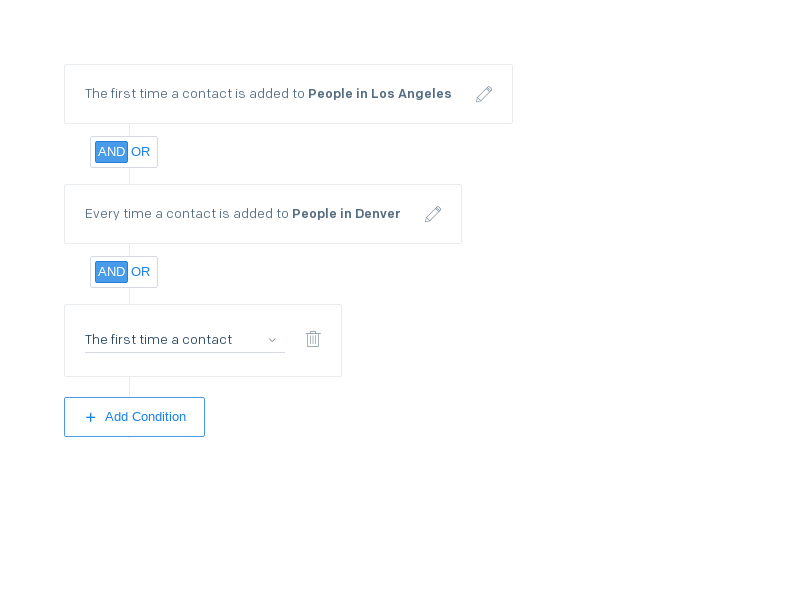 The first time a contact is added to People in Los Angeles
AND OR
Every time a contact is added to People in Denver
AND OR
The first time a contact
+ Add Condition